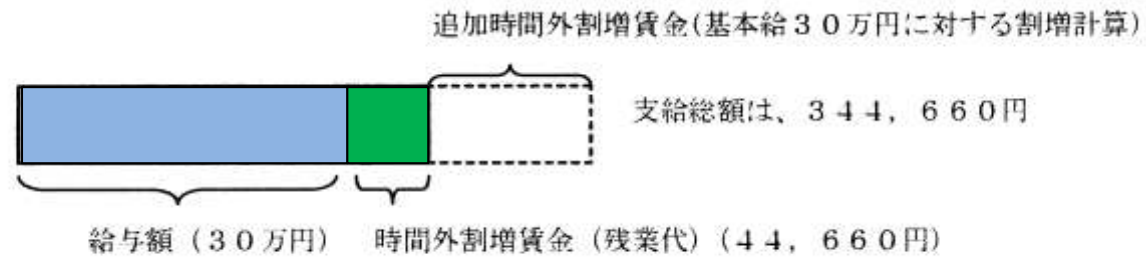 追加時間外割増賃金(基本給３０万円に対する割増計算)
支給総額は、３４４，６６０円
給与額（３０万円）　時間外割増賃金（残業代）（４４，６６０円）